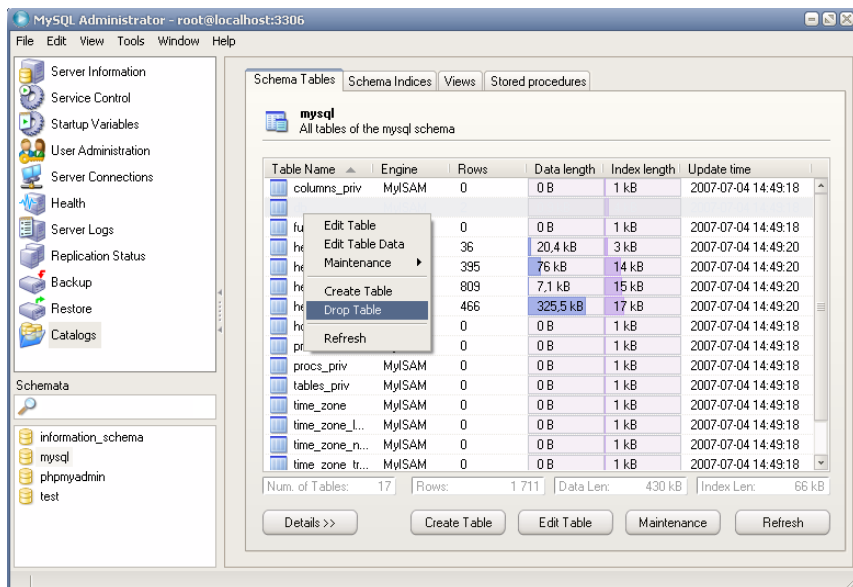 MySQL Administrator - root@localhost:3306
File Edit View Tools Window Help
Server Information
Service Control
Startup Variables
User Administration
Server Connections
Health
Server Logs
Replication Status
Backup
Restore
Catalogs
Schemata
information_schema
mysql
phpmyadmin
test
Schema Tables Schema Indices Views Stored procedures
mysql
All tables of the mysql schema
Table Name Engine Rows Data length Index length Update time
columns_priv MyISAM 0 0 B 1 kB 2007-07-04 14:49:18
fu 0 0 B 1 kB 2007-07-04 14:49:18
he 36 20,4 kB 3 kB 2007-07-04 14:49:20
he 395 76 kB 14 kB 2007-07-04 14:49:20
he 809 7,1 kB 15 kB 2007-07-04 14:49:20
he 466 325,5 kB 17 kB 2007-07-04 14:49:20
ho 0 0 B 1 kB 2007-07-04 14:49:18
pr 0 0 B 1 kB 2007-07-04 14:49:18
procs_priv MyISAM 0 0 B 1 kB 2007-07-04 14:49:18
tables_priv MyISAM 0 0 B 1 kB 2007-07-04 14:49:18
time_zone MyISAM 0 0 B 1 kB 2007-07-04 14:49:18
time_zone_l... MyISAM 0 0 B 1 kB 2007-07-04 14:49:18
time_zone_n... MyISAM 0 0 B 1 kB 2007-07-04 14:49:18
time_zone_tr... MyISAM 0 0 B 1 kB 2007-07-04 14:49:18
Edit Table
Edit Table Data
Maintenance
Create Table
Drop Table
Refresh
Num. of Tables: 17 Rows: 1 711 Data Len: 430 kB Index Len: 66 kB
Details >> Create Table Edit Table Maintenance Refresh